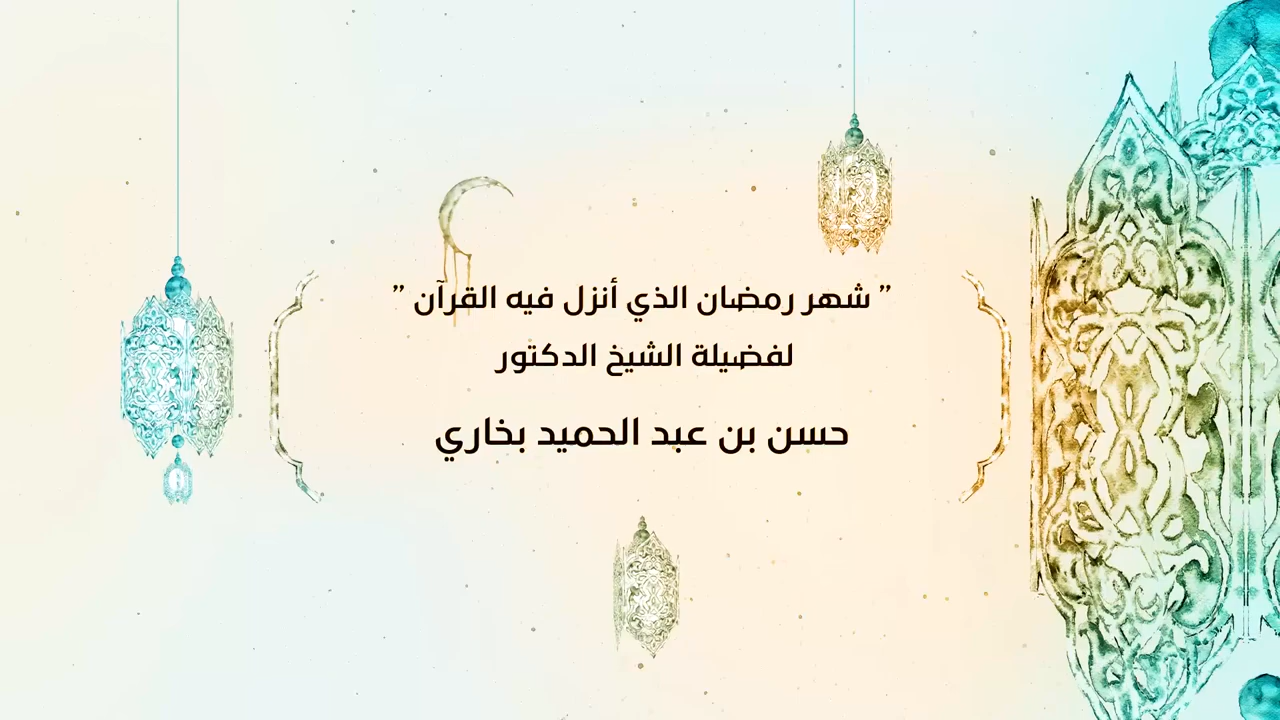 ” شهر رمضان الذي أنزل فيه القرآن ”
لفضيلة الشيخ الدكتور
حسن بن عبد الحميد بخاري